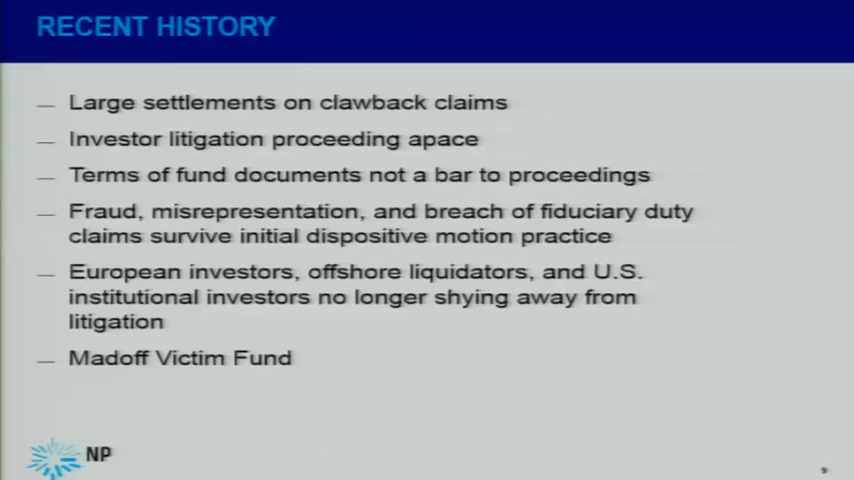 RECENT HISTORY
— Large settlements on clawback claims
— Investor litigation proceeding apace
— Terms of fund documents not a bar to proceedings
— Fraud, misrepresentation, and breach of fiduciary duty
claims survive initial dispositive motion practice
— European investors, offshore liquidators, and U.S.
institutional investors no longer shying away from
litigation
— Madoff Victim Fund
NP
9